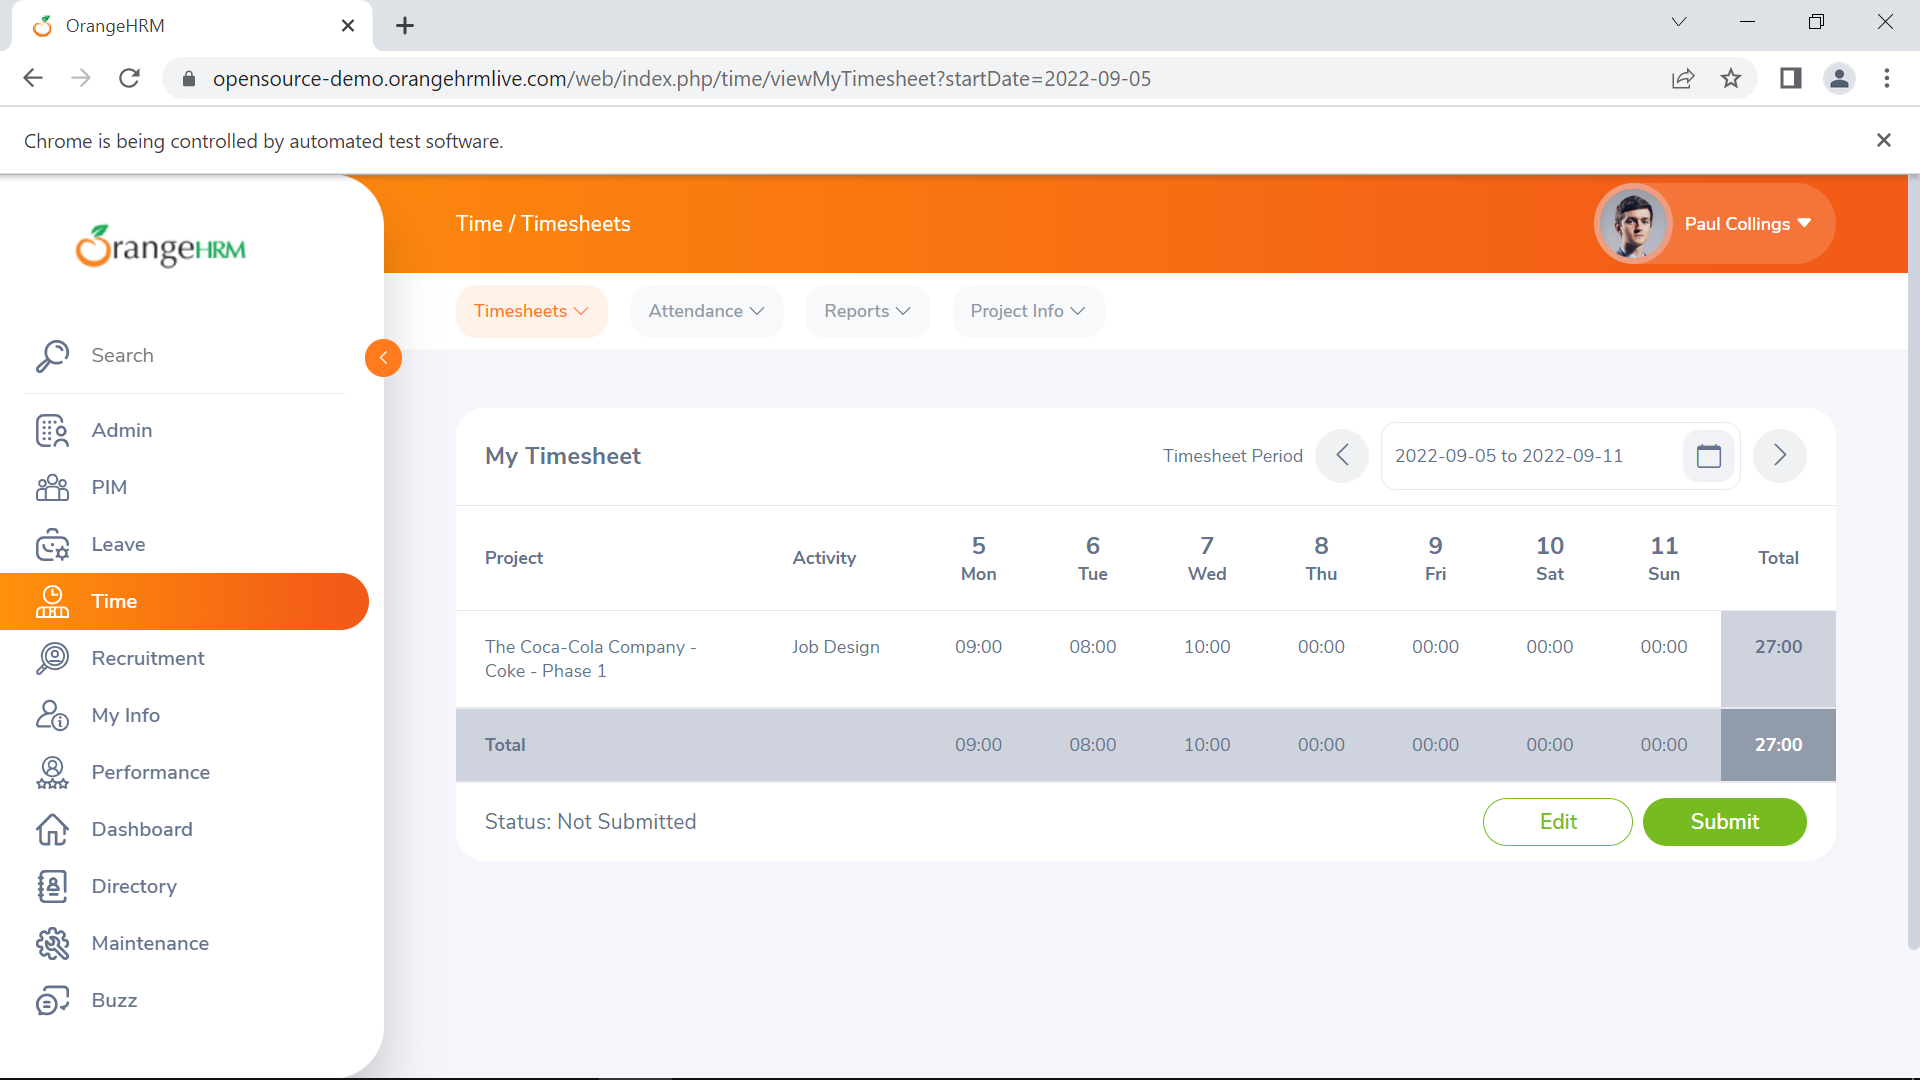 OrangeHRM
opensource-demo.orangehrmlive.com/web/index.php/time/viewMyTimesheet?startDate=2022-09-05
Chrome is being controlled by automated test software.
OrangeHRM
Time / Timesheets
Paul Collings
Timesheets
Attendance
Reports
Project Info
Search
Admin
PIM
Leave
Time
Recruitment
My Info
Performance
Dashboard
Directory
Maintenance
Buzz
My Timesheet
Timesheet Period
2022-09-05 to 2022-09-11
Project Activity 5 Mon 6 Tue 7 Wed 8 Thu 9 Fri 10 Sat 11 Sun Total
The Coca-Cola Company -
Coke - Phase 1
Job Design 09:00 08:00 10:00 00:00 00:00 00:00 00:00 27:00
Total 09:00 08:00 10:00 00:00 00:00 00:00 00:00 27:00
Status: Not Submitted
Edit
Submit